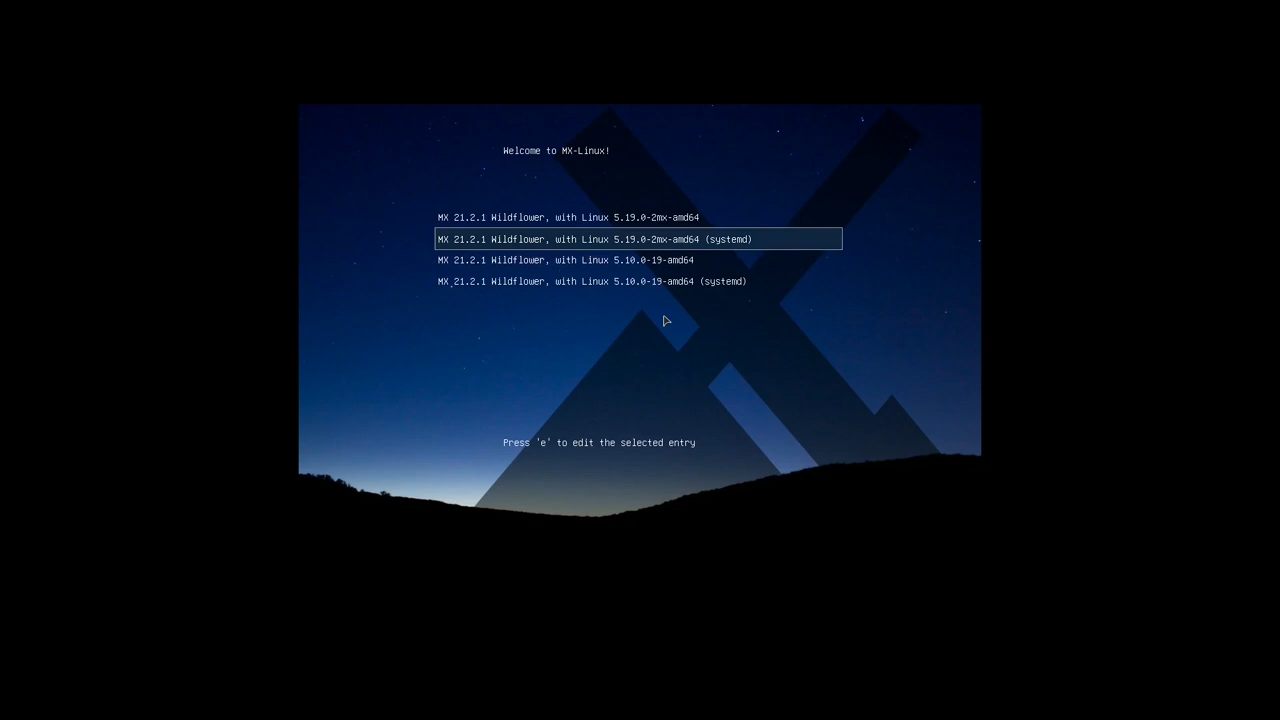 Welcome to MX-Linux!
MX 21.2.1 Wildflower, with Linux 5.19.0-2mx-amd64
MX 21.2.1 Wildflower, with Linux 5.19.0-2mx-amd64 (systemd)
MX 21.2.1 Wildflower, with Linux 5.10.0-19-amd64
MX 21.2.1 Wildflower, with Linux 5.10.0-19-amd64 (systemd)
Press 'e' to edit the selected entry